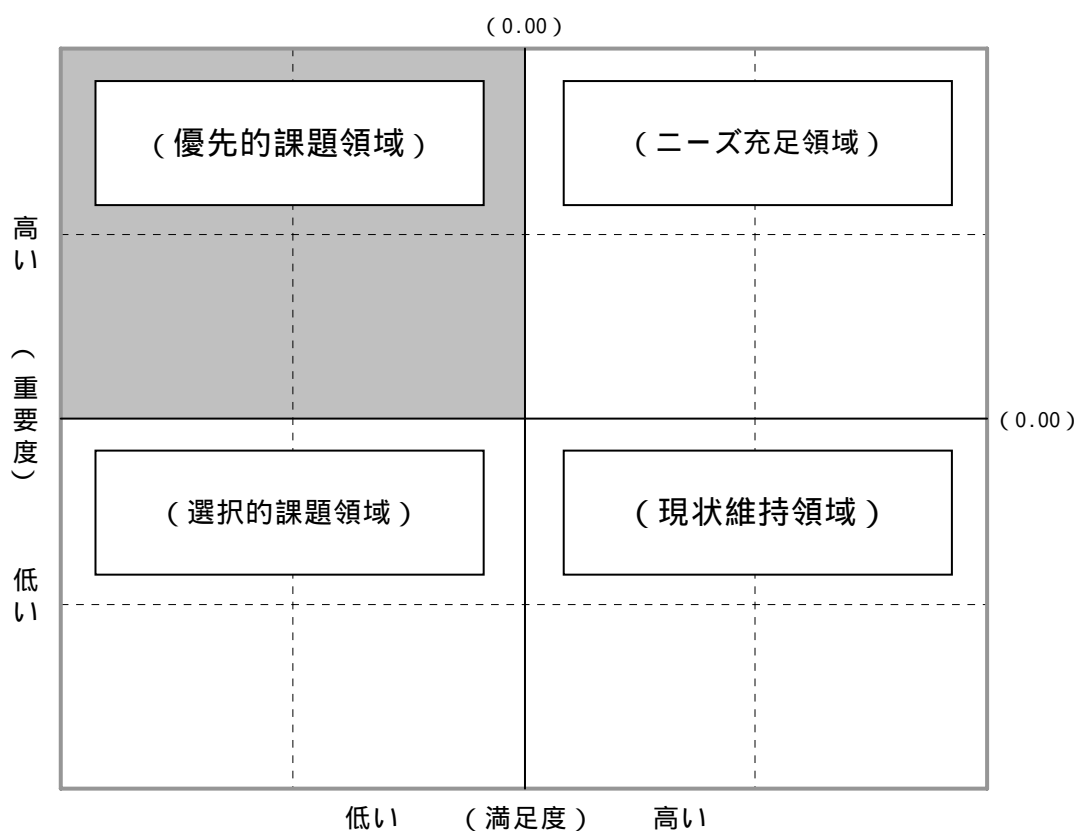 (0.00)
(優先的課題領域)
(ニーズ充足領域)
高い
(重要度)
低い
(0.00)
(選択的課題領域)
(現状維持領域)
低い (満足度) 高い